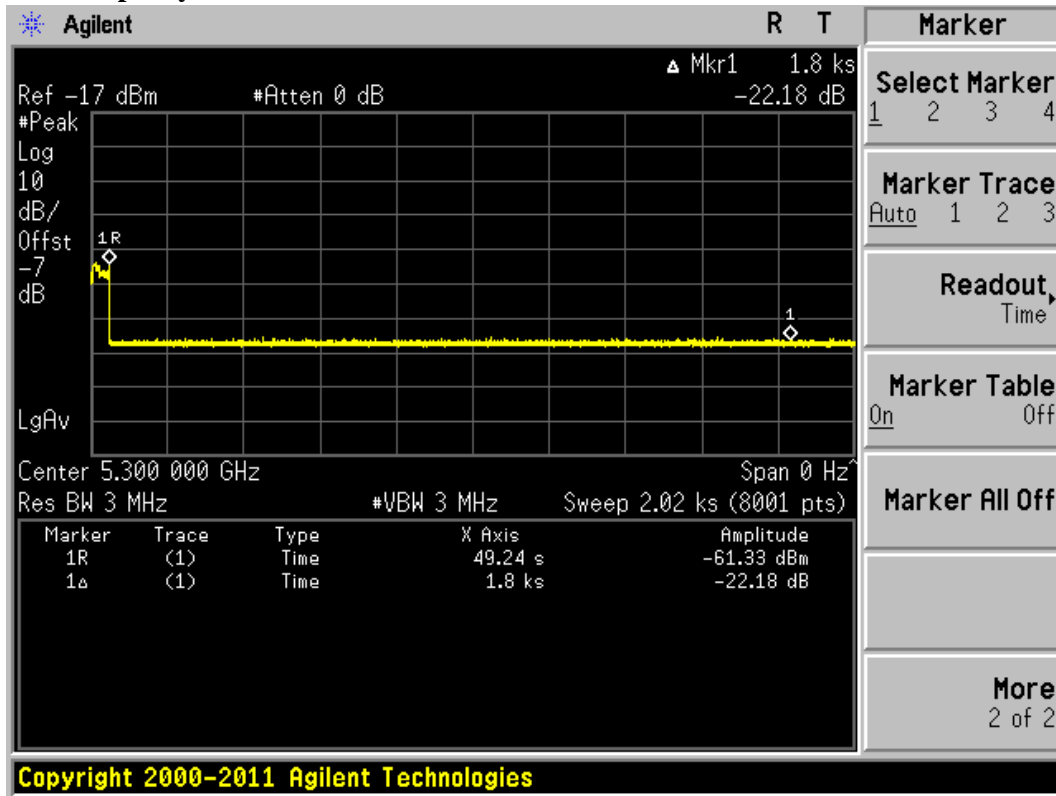 Agilent R T
Marker
Δ Mkr1 1.8 ks
Ref -17 dBm #Atten 0 dB -22.18 dB
#Peak
Log
10
dB/
Offst
-7
dB
1R
1
LgAv
Center 5.300 000 GHz Span 0 Hz^
Res BW 3 MHz #VBW 3 MHz Sweep 2.02 ks (8001 pts)
Marker Trace Type X Axis Amplitude
1R (1) Time 49.24 s -61.33 dBm
1Δ (1) Time 1.8 ks -22.18 dB
Select Marker
1 2 3 4
Marker Trace
Auto 1 2 3
Readout
Time
Marker Table
On Off
Marker All Off
More
2 of 2
Copyright 2000-2011 Agilent Technologies